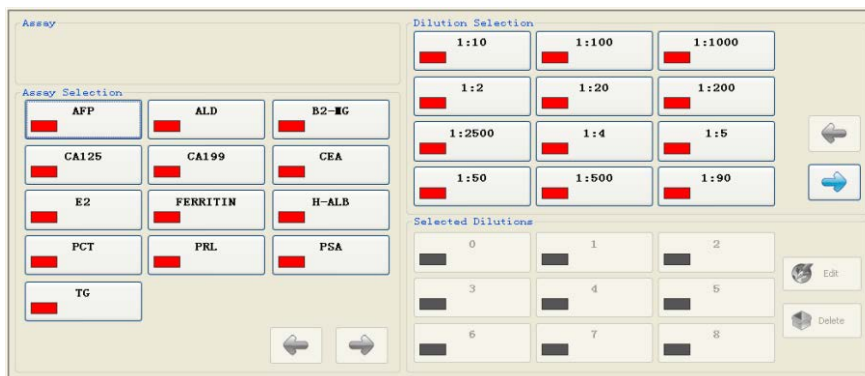 Assay
Assay Selection
AFP
ALD
B2-MG
CA125
CA199
CEA
E2
FERRITIN
H-ALB
PCT
PRL
PSA
TG
Dilution Selection
1:10
1:100
1:1000
1:2
1:20
1:200
1:2500
1:4
1:5
1:50
1:500
1:90
Selected Dilutions
0
1
2
3
4
5
6
7
8
Edit
Delete